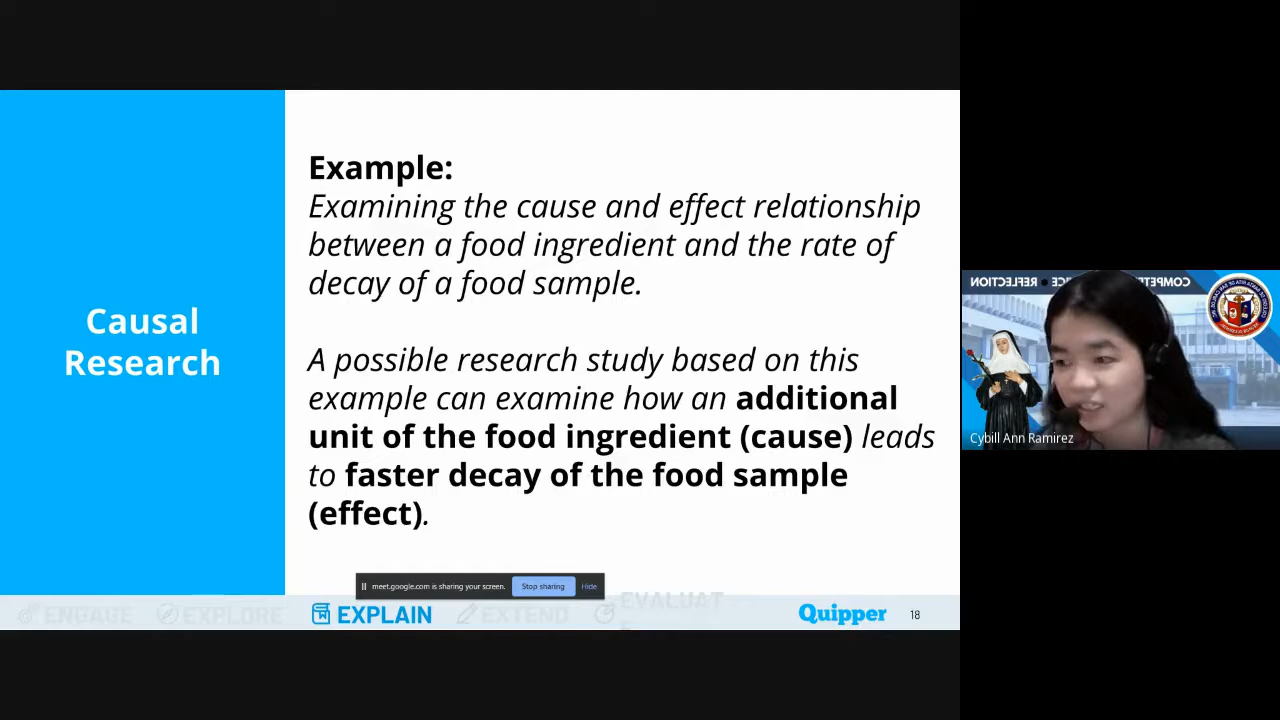 Causal
Research
Example:
Examining the cause and effect relationship
between a food ingredient and the rate of
decay of a food sample.
A possible research study based on this
example can examine how an additional
unit of the food ingredient (cause) leads
to faster decay of the food sample
(effect).
meet.google.com is sharing your screen. Stop sharing Hide
ENGAGE EXPLORE EXPLAIN EXTEND EVALUAT
Quipper 18
REFLECTION
Cybill Ann Ramirez